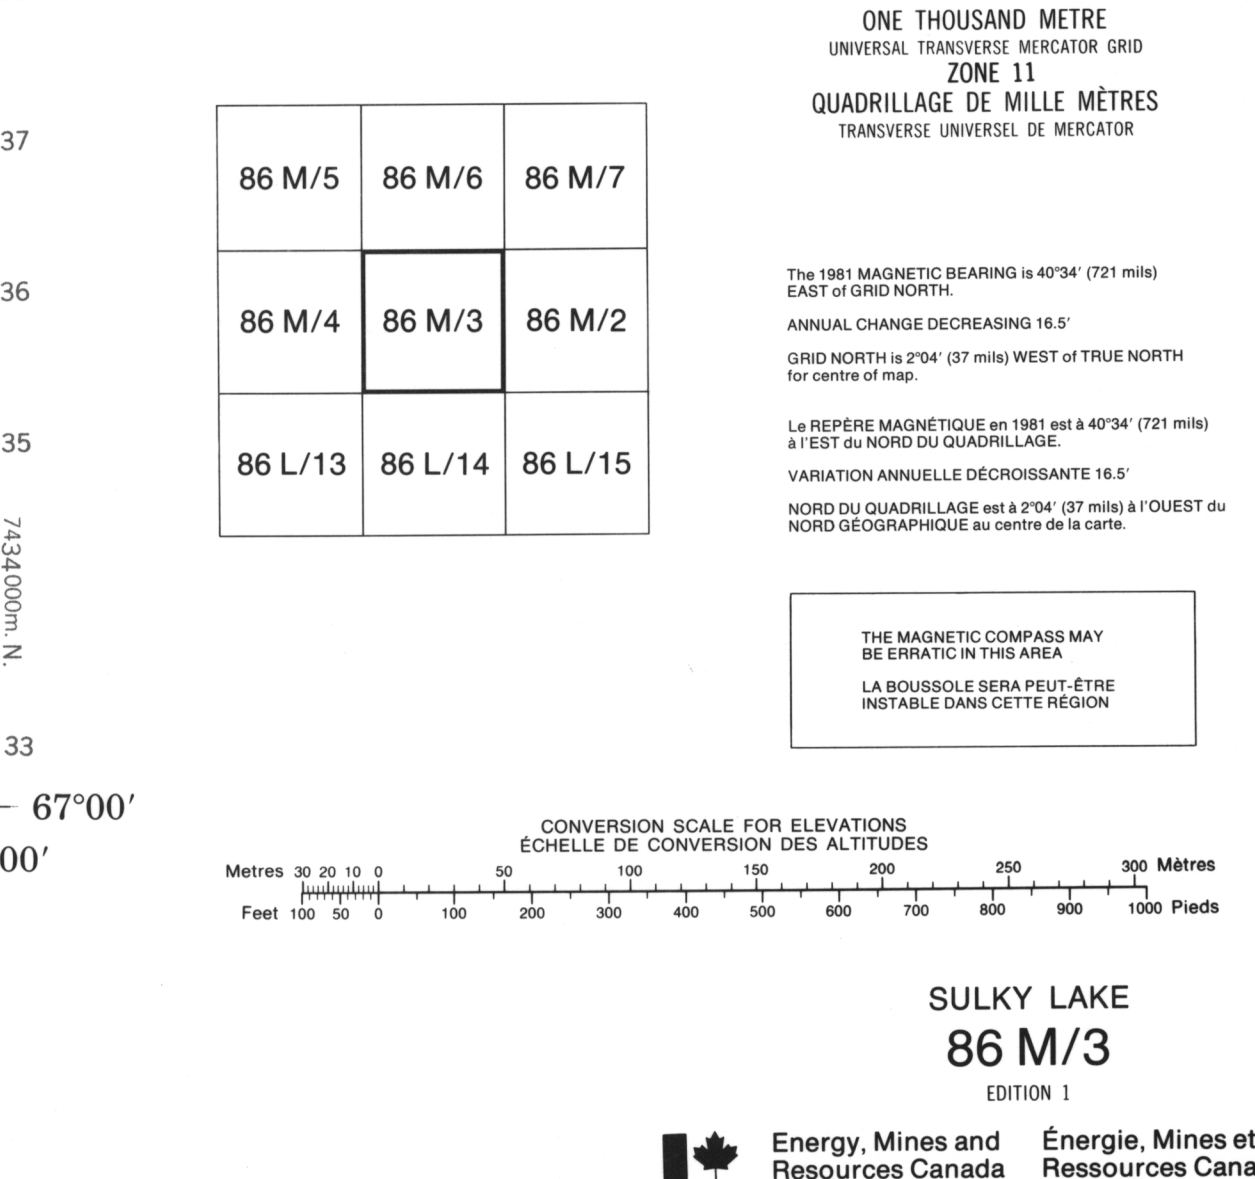 ONE THOUSAND METRE
UNIVERSAL TRANSVERSE MERCATOR GRID
ZONE 11
QUADRILLAGE DE MILLE MÈTRES
TRANSVERSE UNIVERSEL DE MERCATOR
37
36
35
7434000m. N.
33
67°00′
00′
86 M/5 86 M/6 86 M/7
86 M/4 86 M/3 86 M/2
86 L/13 86 L/14 86 L/15
The 1981 MAGNETIC BEARING is 40°34′ (721 mils)
EAST of GRID NORTH.
ANNUAL CHANGE DECREASING 16.5′
GRID NORTH is 2°04′ (37 mils) WEST of TRUE NORTH
for centre of map.
Le REPÈRE MAGNÉTIQUE en 1981 est à 40°34′ (721 mils)
à l'EST du NORD DU QUADRILLAGE.
VARIATION ANNUELLE DÉCROISSANTE 16.5′
NORD DU QUADRILLAGE est à 2°04′ (37 mils) à l'OUEST du
NORD GÉOGRAPHIQUE au centre de la carte.
THE MAGNETIC COMPASS MAY
BE ERRATIC IN THIS AREA
LA BOUSSOLE SERA PEUT-ÊTRE
INSTABLE DANS CETTE RÉGION
CONVERSION SCALE FOR ELEVATIONS
ÉCHELLE DE CONVERSION DES ALTITUDES
Metres 30 20 10 0 50 100 150 200 250 300 Mètres
Feet 100 50 0 100 200 300 400 500 600 700 800 900 1000 Pieds
SULKY LAKE
86 M/3
EDITION 1
Energy, Mines and Énergie, Mines et
Resources Canada Ressources Cana